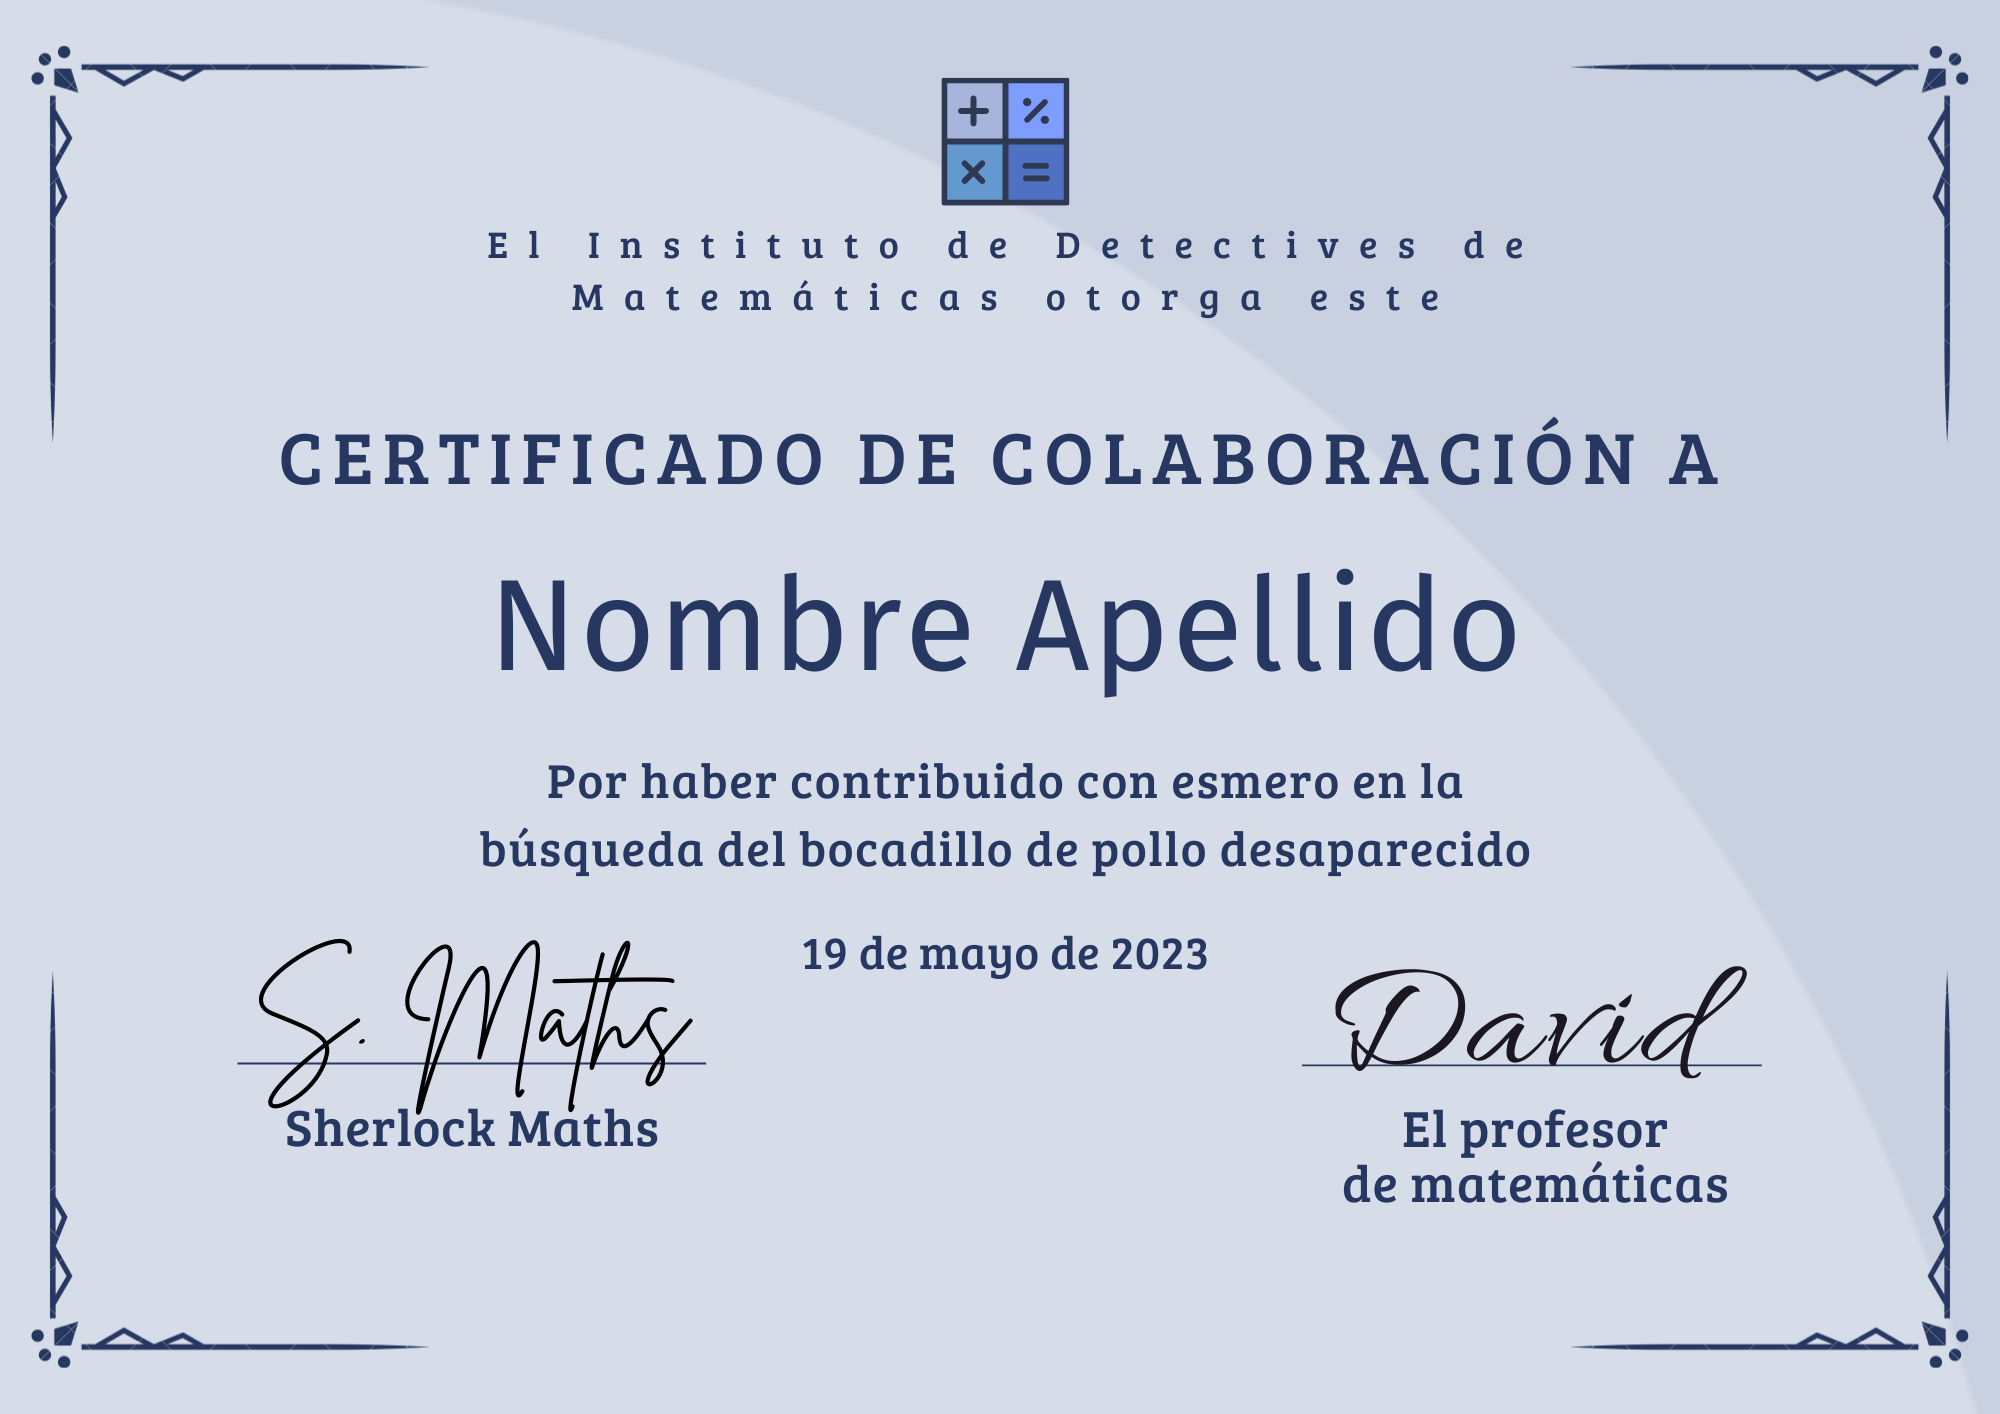 El Instituto de Detectives de
Matemáticas otorga este
CERTIFICADO DE COLABORACIÓN A
Nombre Apellido
Por haber contribuido con esmero en la
búsqueda del bocadillo de pollo desaparecido
19 de mayo de 2023
S. Maths
David
Sherlock Maths
El profesor
de matemáticas